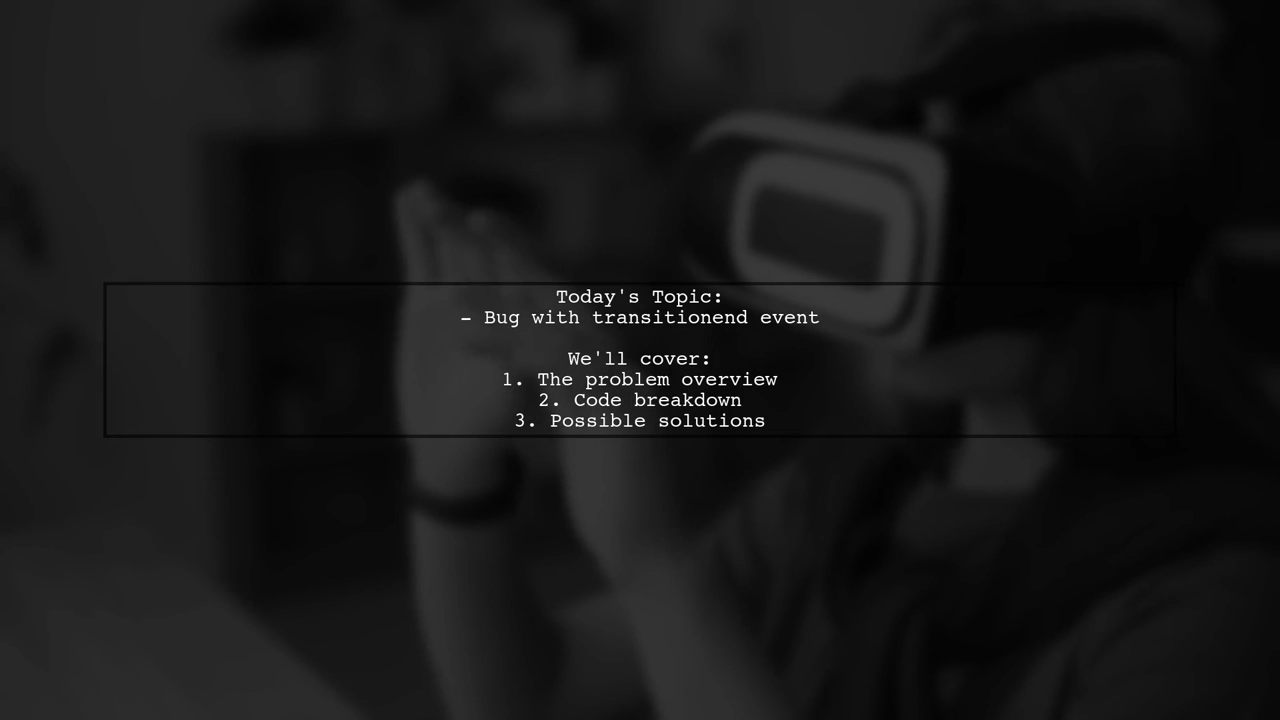 Today's Topic:
- Bug with transitionend event
We'll cover:
1. The problem overview
2. Code breakdown
3. Possible solutions